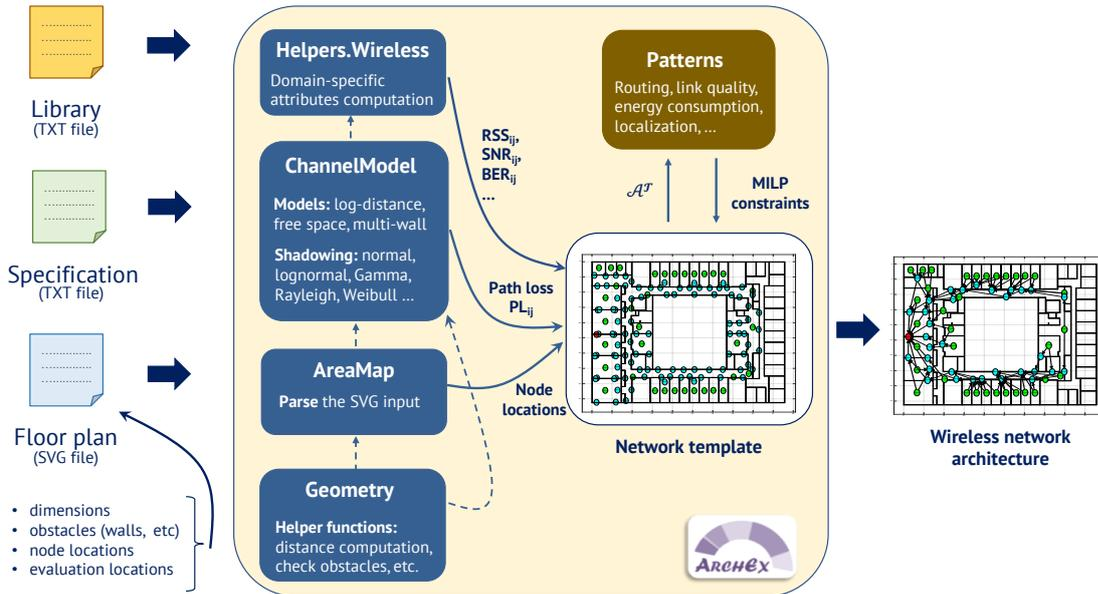 Library
(TXT file)
Specification
(TXT file)
Floor plan
(SVG file)
• dimensions
• obstacles (walls, etc)
• node locations
• evaluation locations
Helpers.Wireless
Domain-specific
attributes computation
ChannelModel
Models: log-distance,
free space, multi-wall
Shadowing: normal,
lognormal, Gamma,
Rayleigh, Weibull ...
AreaMap
Parse the SVG input
Geometry
Helper functions:
distance computation,
check obstacles, etc.
RSSij,
SNRij,
BERij
...
Path loss
PLij
Node
locations
Patterns
Routing, link quality,
energy consumption,
localization, ...
𝒜𝒯
MILP
constraints
Network template
ARCHEX
Wireless network
architecture